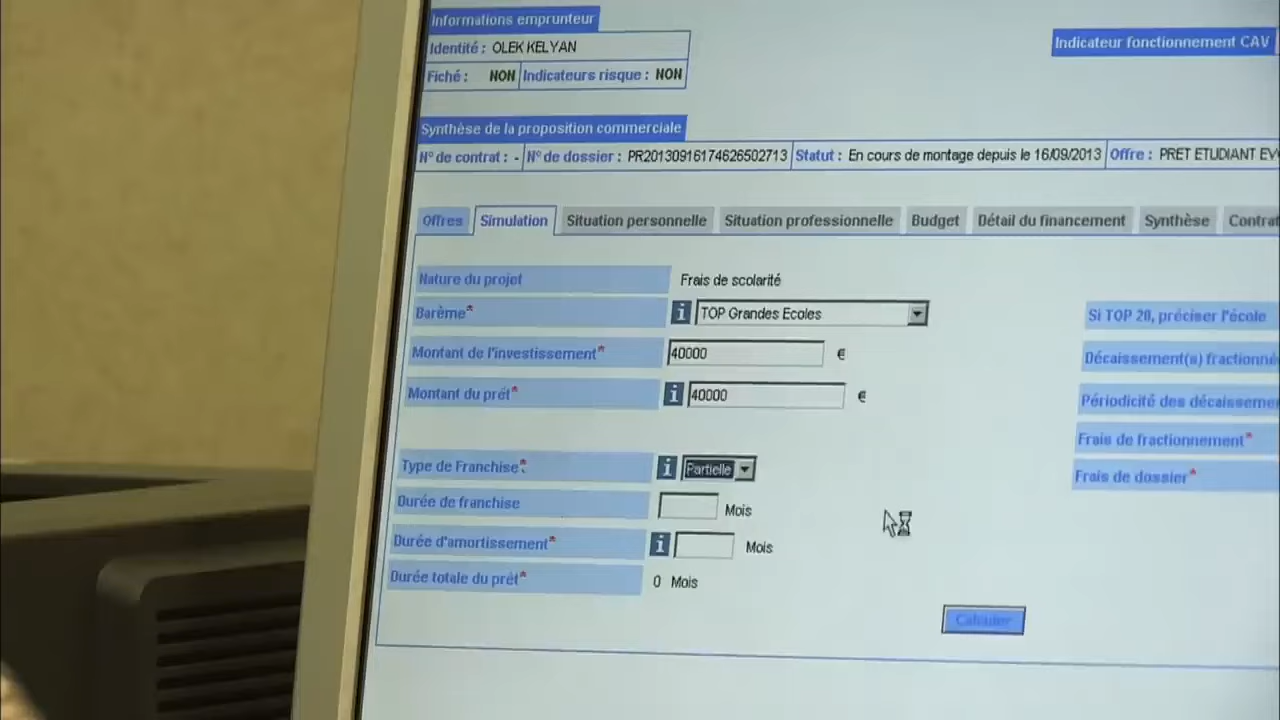 Informations emprunteur
Identité : OLEK KELYAN
Indicateur fonctionnement CAV
Fiché : NON Indicateurs risque : NON
Synthèse de la proposition commerciale
N° de contrat : - N° de dossier : PR20130916174626502713 Statut : En cours de montage depuis le 16/09/2013 Offre : PRET ETUDIANT EV
Offres Simulation Situation personnelle Situation professionnelle Budget Détail du financement Synthèse Contra
Nature du projet Frais de scolarité
Barème* i TOP Grandes Ecoles Si TOP 20, préciser l'école
Montant de l'investissement* 40000 € Décaissement(s) fractionné
Montant du prêt* i 40000 € Périodicité des décaisseme
Frais de fractionnement*
Type de Franchise* i Partielle Frais de dossier*
Durée de franchise Mois
Durée d'amortissement* i Mois
Durée totale du prêt* 0 Mois
Calculer